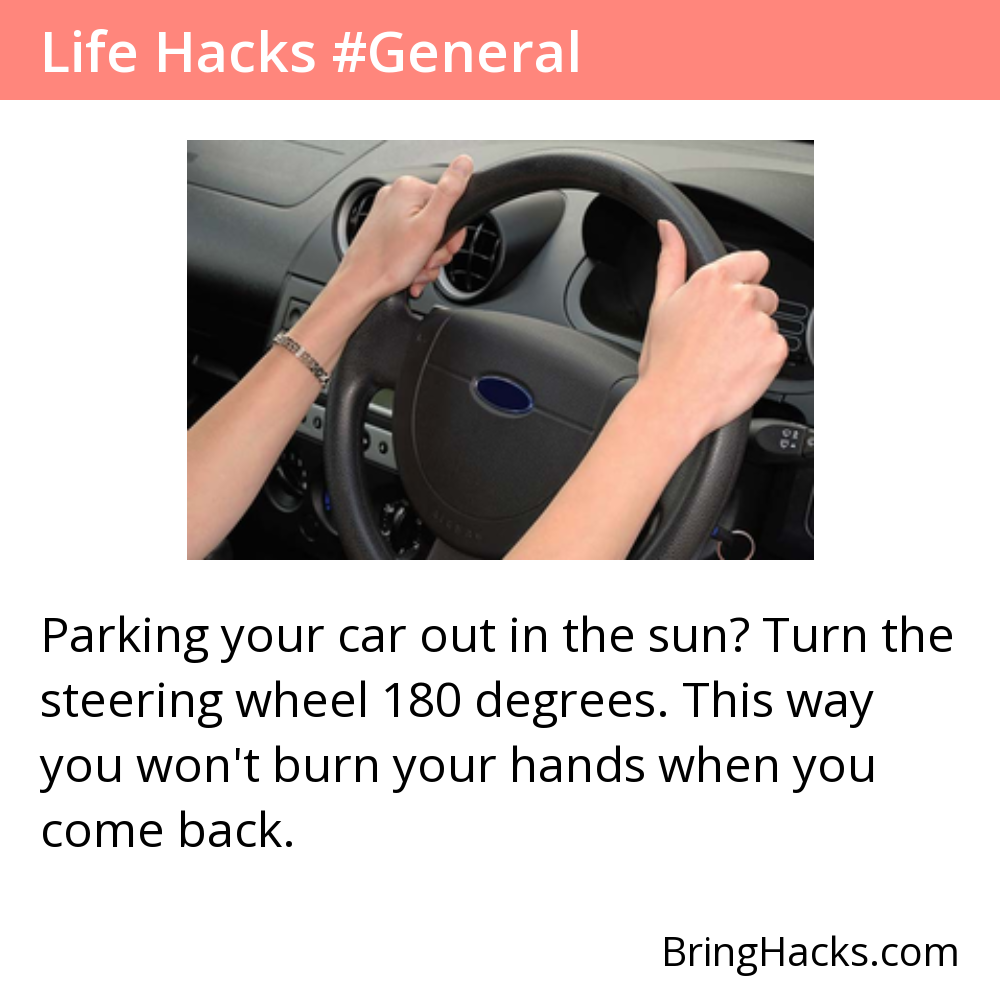 Life Hacks #General
Parking your car out in the sun? Turn the
steering wheel 180 degrees. This way
you won't burn your hands when you
come back.
BringHacks.com